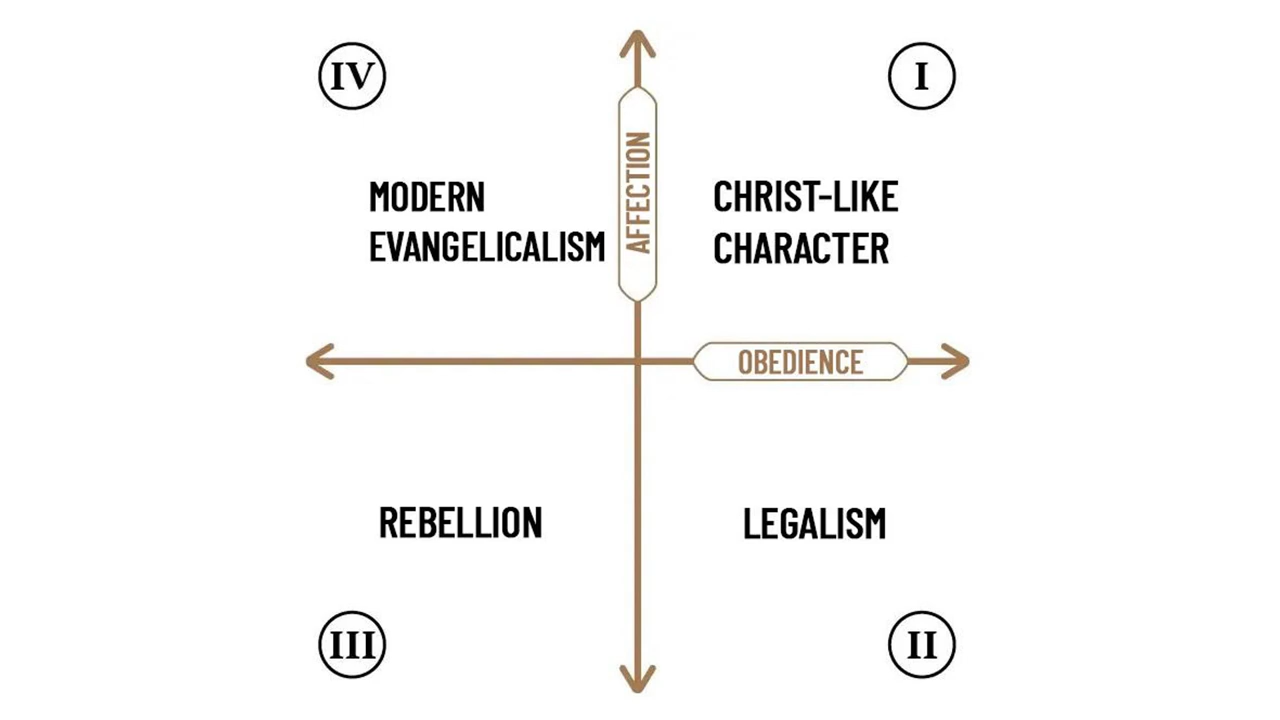 IV
I
AFFECTION
MODERN
EVANGELICALISM
CHRIST-LIKE
CHARACTER
OBEDIENCE
REBELLION
LEGALISM
III
II